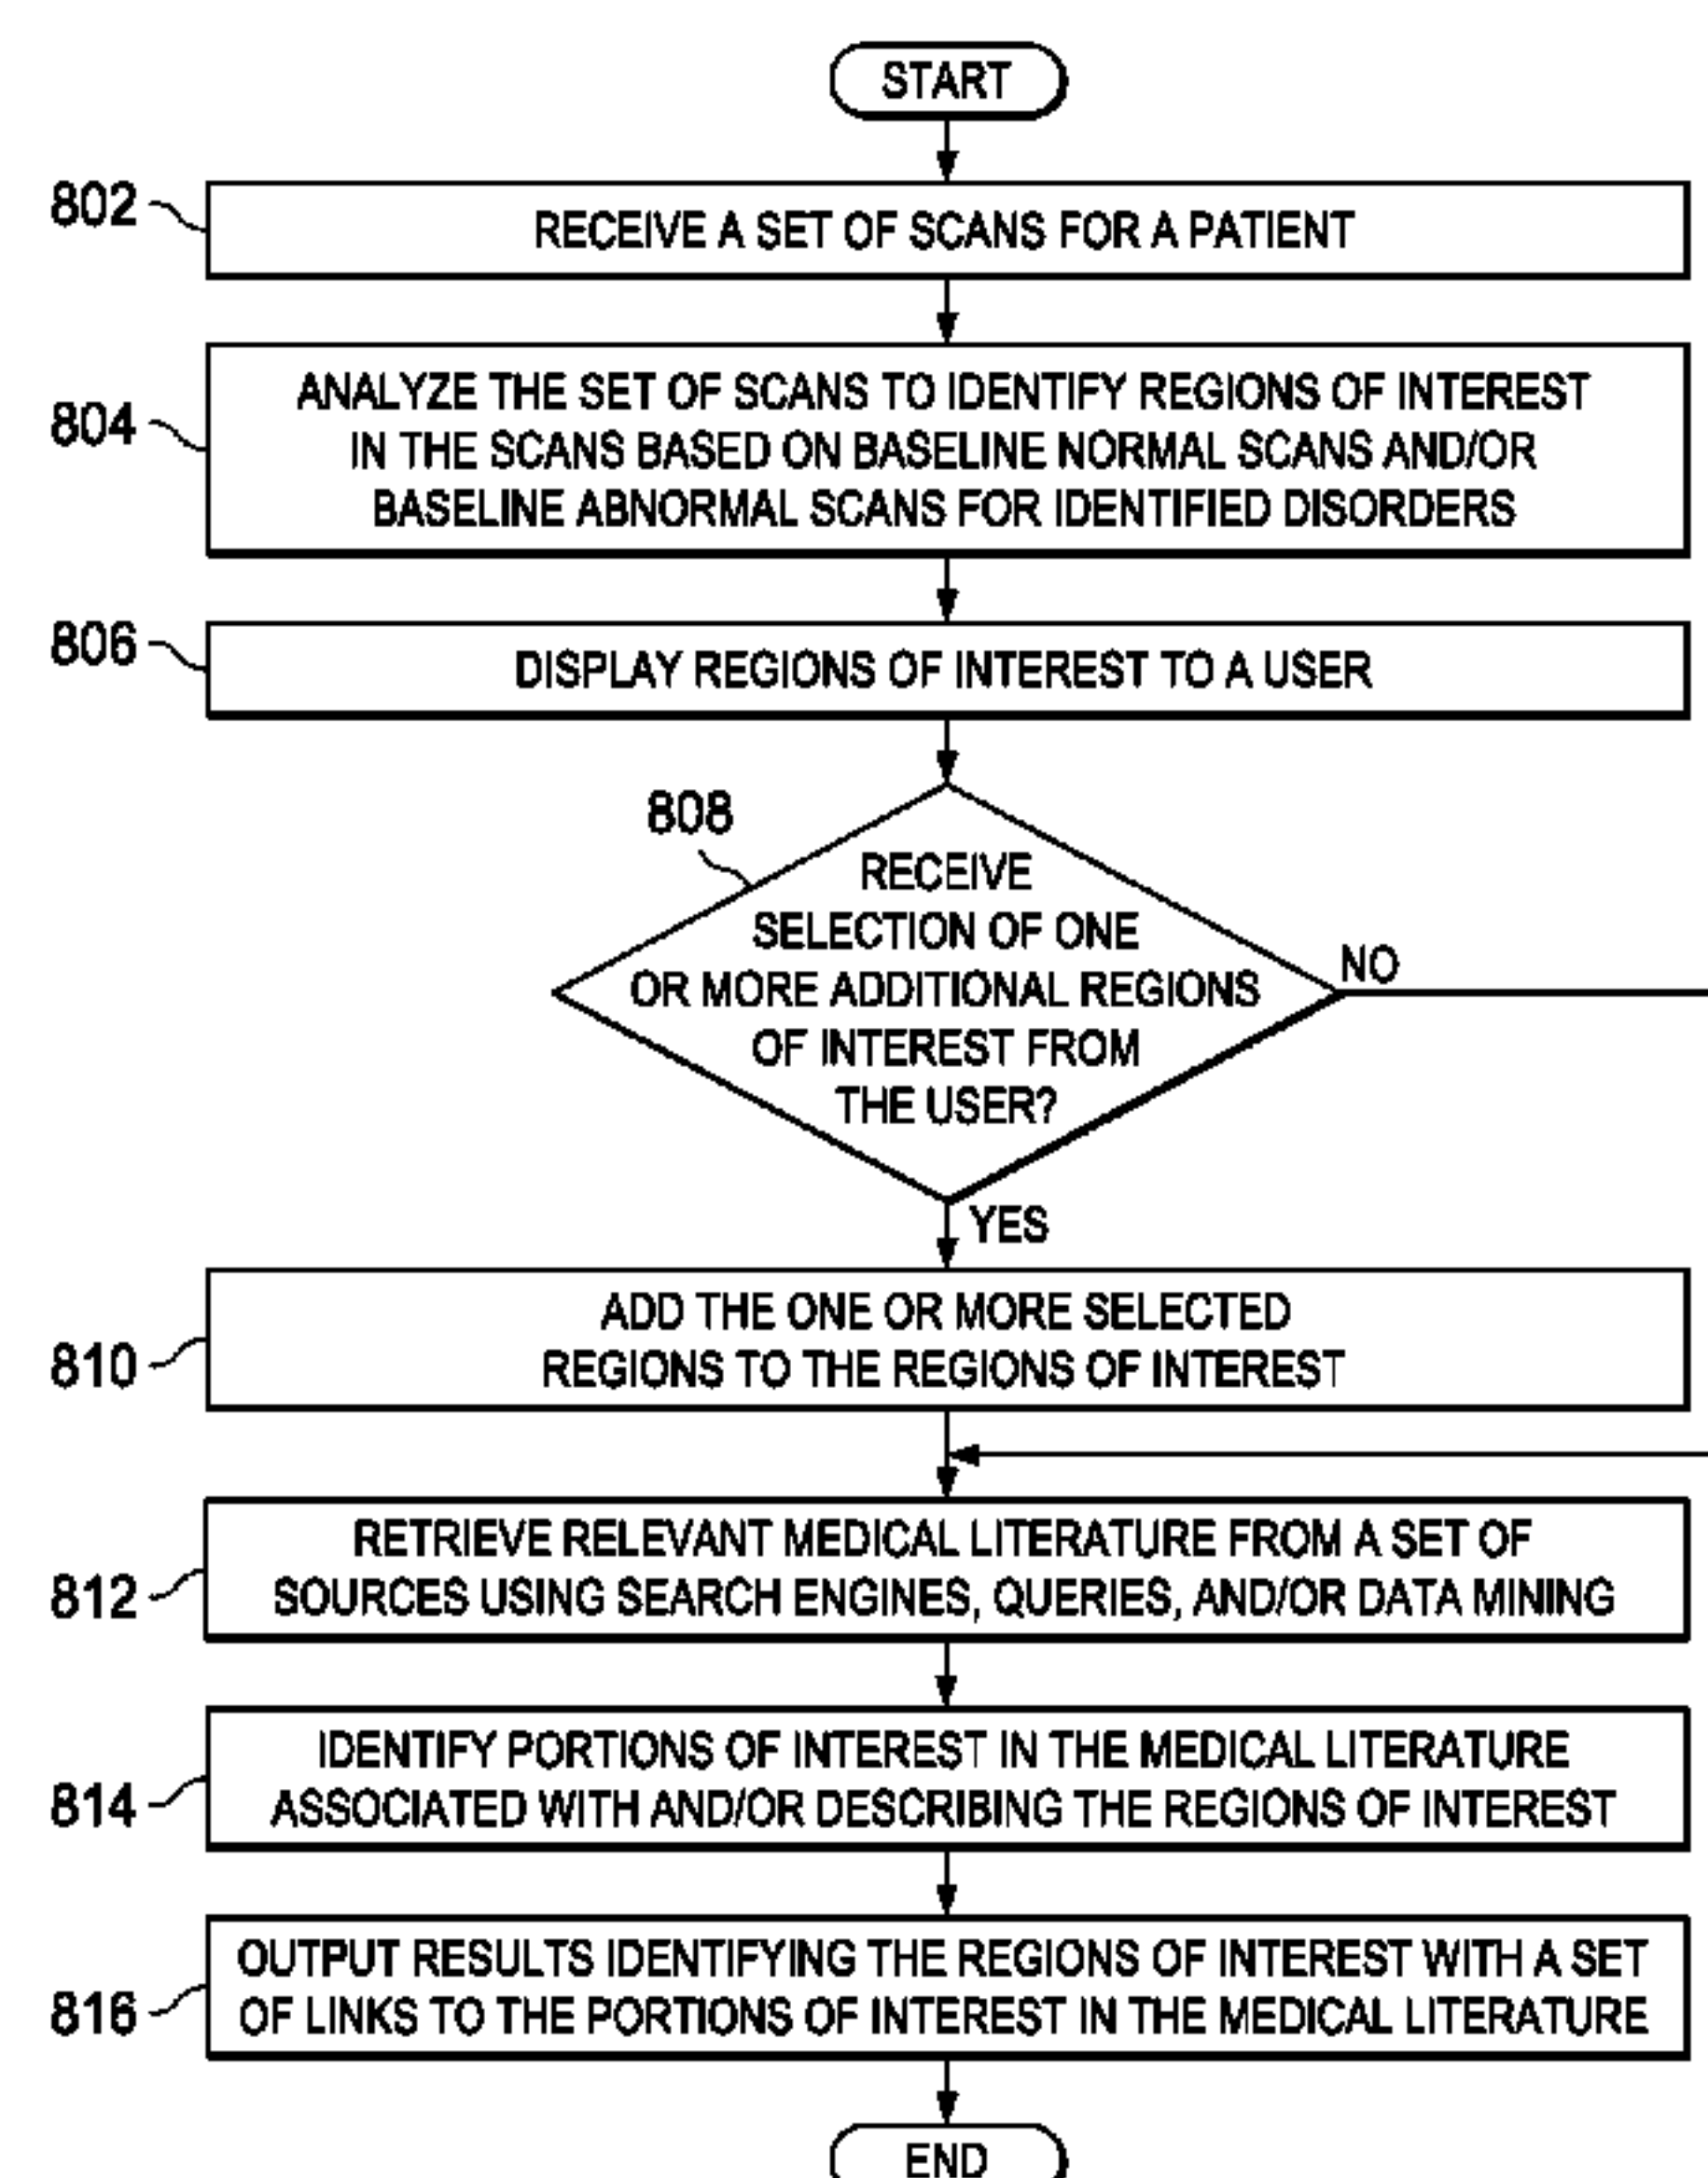 START
802
RECEIVE A SET OF SCANS FOR A PATIENT
804
ANALYZE THE SET OF SCANS TO IDENTIFY REGIONS OF INTEREST
IN THE SCANS BASED ON BASELINE NORMAL SCANS AND/OR
BASELINE ABNORMAL SCANS FOR IDENTIFIED DISORDERS
806
DISPLAY REGIONS OF INTEREST TO A USER
808
RECEIVE
SELECTION OF ONE
OR MORE ADDITIONAL REGIONS
OF INTEREST FROM
THE USER?
NO
YES
810
ADD THE ONE OR MORE SELECTED
REGIONS TO THE REGIONS OF INTEREST
812
RETRIEVE RELEVANT MEDICAL LITERATURE FROM A SET OF
SOURCES USING SEARCH ENGINES, QUERIES, AND/OR DATA MINING
814
IDENTIFY PORTIONS OF INTEREST IN THE MEDICAL LITERATURE
ASSOCIATED WITH AND/OR DESCRIBING THE REGIONS OF INTEREST
816
OUTPUT RESULTS IDENTIFYING THE REGIONS OF INTEREST WITH A SET
OF LINKS TO THE PORTIONS OF INTEREST IN THE MEDICAL LITERATURE
END